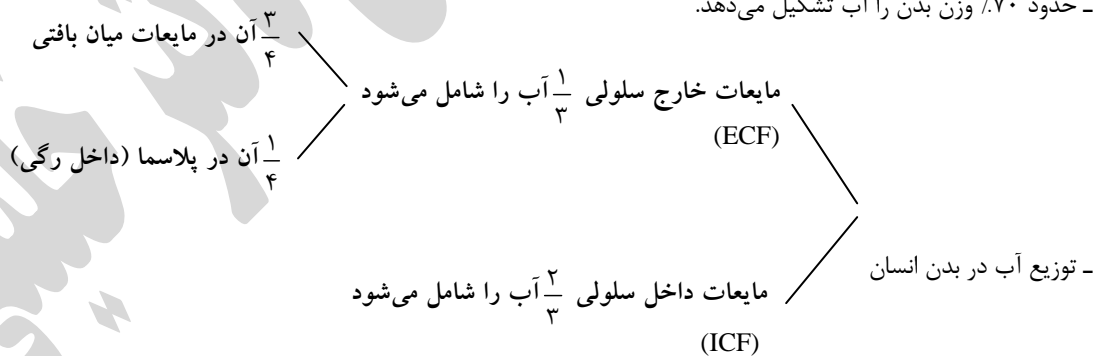 ـ حدود ۷۰٪ وزن بدن را آب تشکیل می‌دهد.
ـ توزیع آب در بدن انسان
مایعات خارج سلولی ۱/۳ آب را شامل می‌شود
(ECF)
۳/۴ آن در مایعات میان بافتی
۱/۴ آن در پلاسما (داخل رگی)
مایعات داخل سلولی ۲/۳ آب را شامل می‌شود
(ICF)